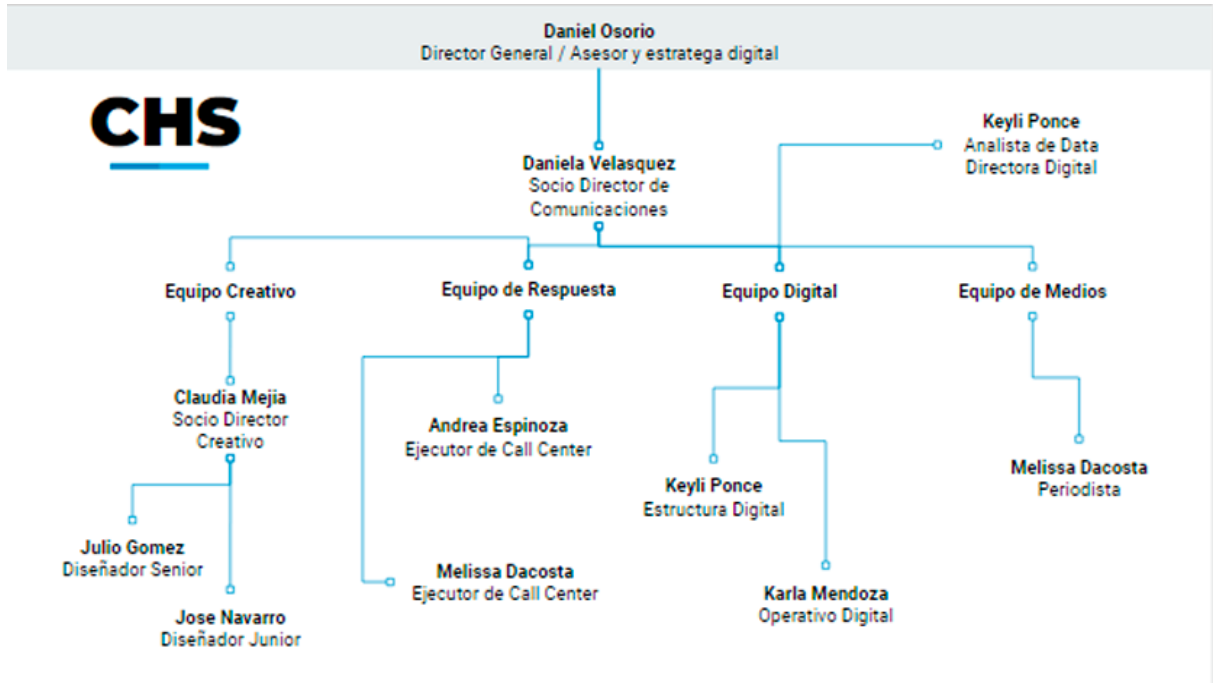 Daniel Osorio
Director General / Asesor y estratega digital
CHS
Keyli Ponce
Analista de Data
Directora Digital
Daniela Velasquez
Socio Director de
Comunicaciones
Equipo Creativo
Equipo de Respuesta
Equipo Digital
Equipo de Medios
Claudia Mejia
Socio Director
Creativo
Andrea Espinoza
Ejecutor de Call Center
Keyli Ponce
Estructura Digital
Melissa Dacosta
Periodista
Julio Gomez
Diseñador Senior
Melissa Dacosta
Ejecutor de Call Center
Karla Mendoza
Operativo Digital
Jose Navarro
Diseñador Junior